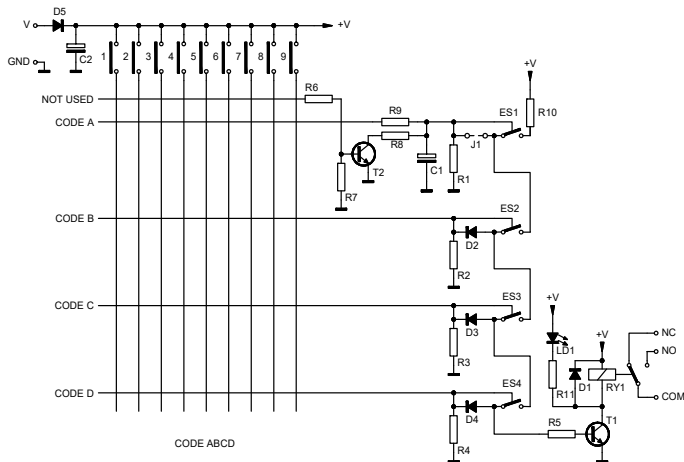 D5
V
+V
GND
C2
1 2 3 4 5 6 7 8 9
NOT USED
R6
CODE A
R9
R8
T2
R7
C1
R1
J1
ES1
+V
R10
CODE B
D2
R2
ES2
CODE C
D3
R3
ES3
+V
LD1
R11
+V
D1
RY1
NC
NO
COM
CODE D
D4
R4
ES4
R5
T1
CODE ABCD